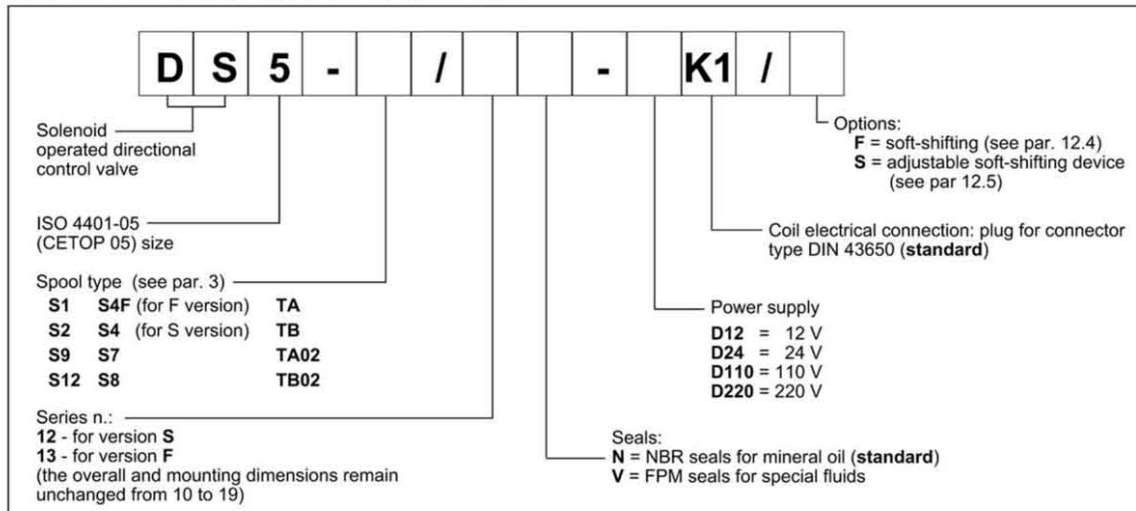 D S 5 - / - K1 /
Solenoid
operated directional
control valve
ISO 4401-05
(CETOP 05) size
Spool type (see par. 3)
S1 S4F (for F version) TA
S2 S4 (for S version) TB
S9 S7 TA02
S12 S8 TB02
Series n.:
12 - for version S
13 - for version F
(the overall and mounting dimensions remain
unchanged from 10 to 19)
Options:
F = soft-shifting (see par. 12.4)
S = adjustable soft-shifting device
(see par 12.5)
Coil electrical connection: plug for connector
type DIN 43650 (standard)
Power supply
D12 = 12 V
D24 = 24 V
D110 = 110 V
D220 = 220 V
Seals:
N = NBR seals for mineral oil (standard)
V = FPM seals for special fluids